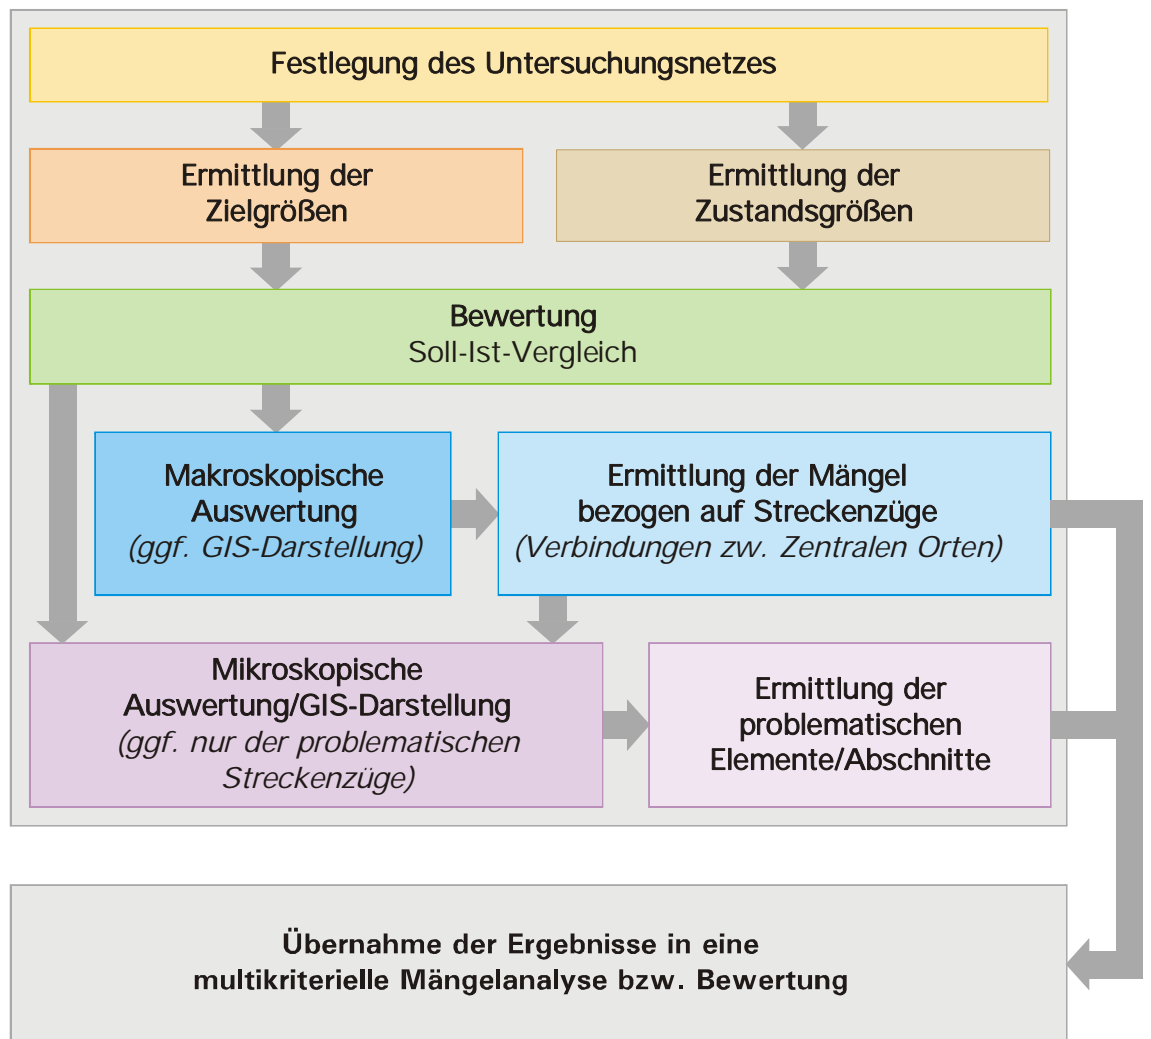 Festlegung des Untersuchungsnetzes
Ermittlung der
Zielgrößen
Ermittlung der
Zustandsgrößen
Bewertung
Soll-Ist-Vergleich
Makroskopische
Auswertung
(ggf. GIS-Darstellung)
Ermittlung der Mängel
bezogen auf Streckenzüge
(Verbindungen zw. Zentralen Orten)
Mikroskopische
Auswertung/GIS-Darstellung
(ggf. nur der problematischen
Streckenzüge)
Ermittlung der
problematischen
Elemente/Abschnitte
Übernahme der Ergebnisse in eine
multikriterielle Mängelanalyse bzw. Bewertung